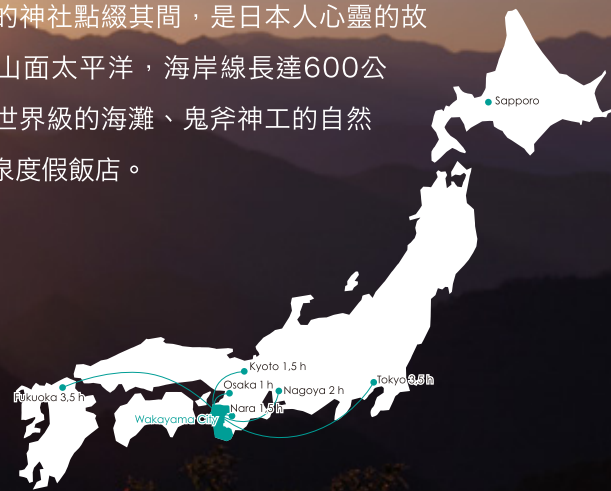 的神社點綴其間，是日本人心靈的故
山面太平洋，海岸線長達600公
世界級的海灘、鬼斧神工的自然
泉度假飯店。
Sapporo
Kyoto 1,5 h
Osaka 1 h
Nagoya 2 h
Tokyo 3,5 h
Fukuoka 3,5 h
Nara 1,5 h
Wakayama City